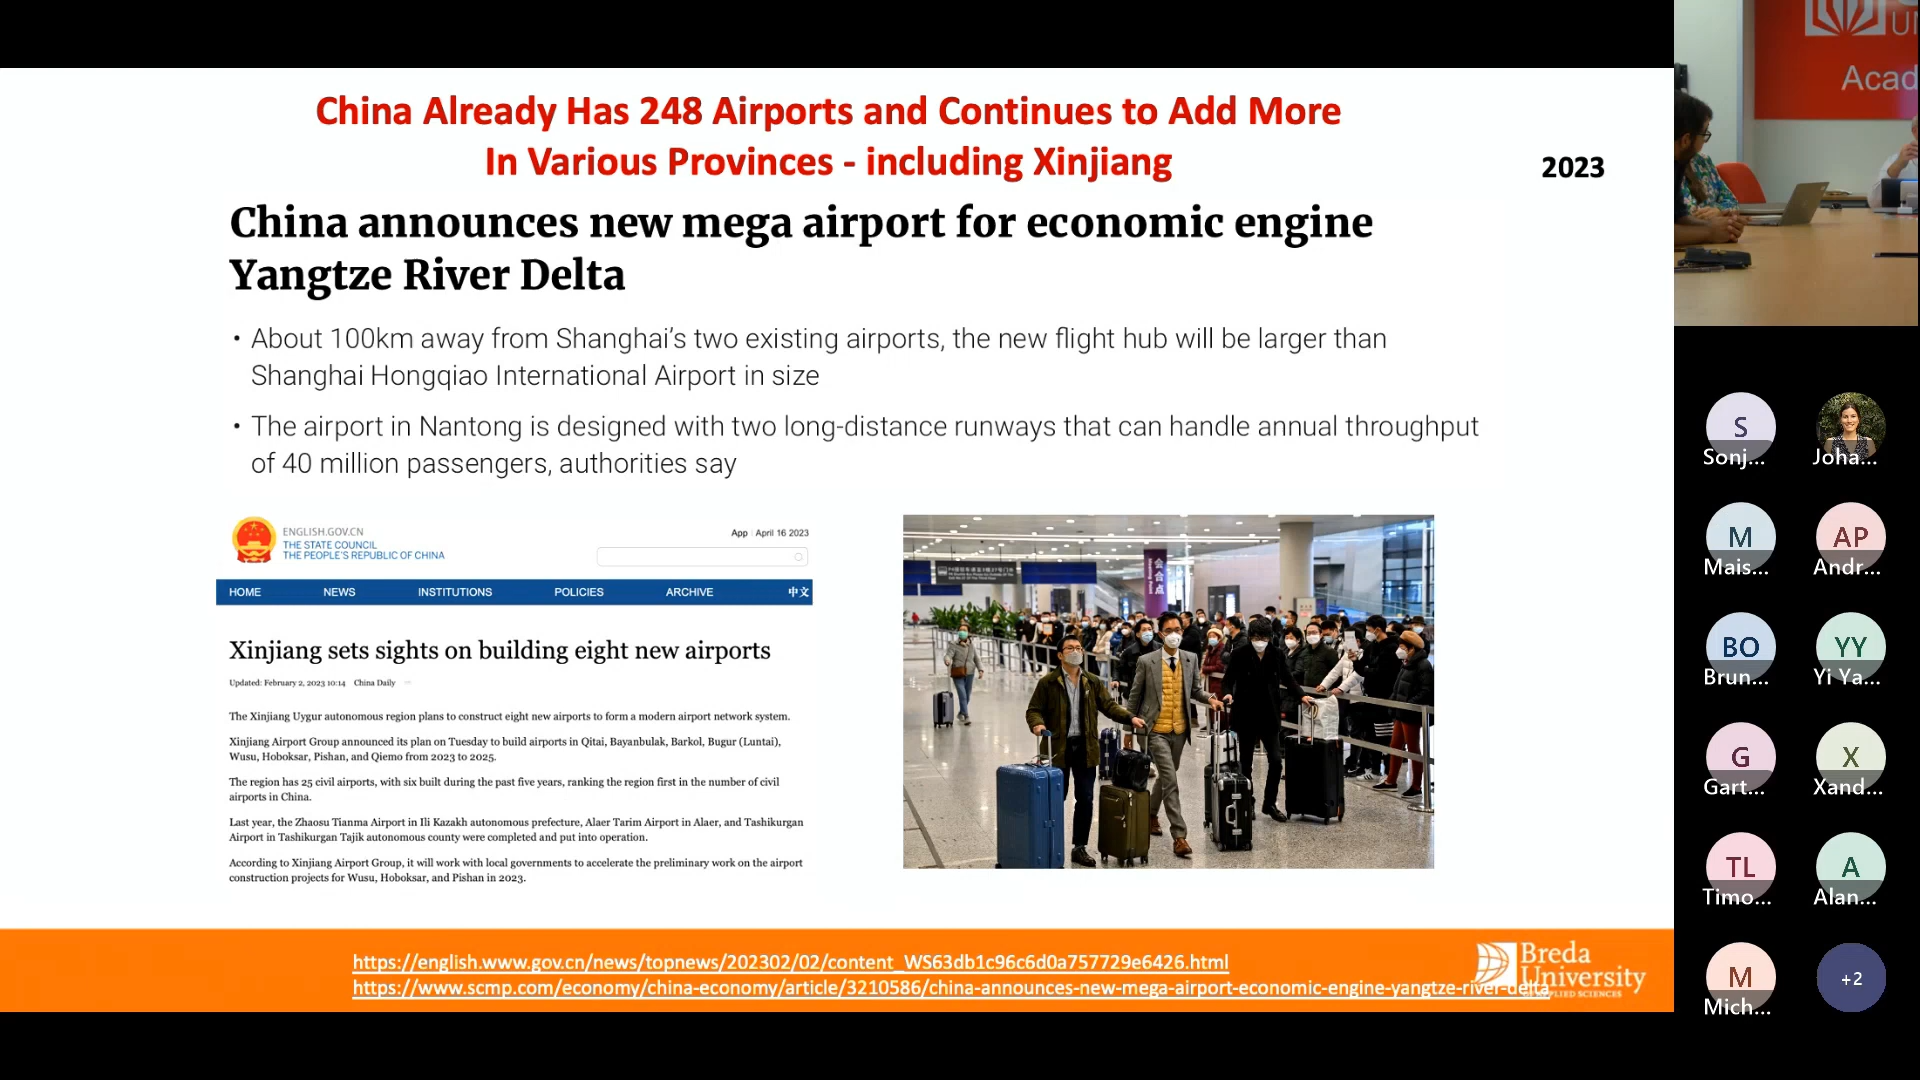 China Already Has 248 Airports and Continues to Add More
In Various Provinces - including Xinjiang
2023
China announces new mega airport for economic engine
Yangtze River Delta
• About 100km away from Shanghai's two existing airports, the new flight hub will be larger than
Shanghai Hongqiao International Airport in size
• The airport in Nantong is designed with two long-distance runways that can handle annual throughput
of 40 million passengers, authorities say
ENGLISH.GOV.CN
THE STATE COUNCIL
THE PEOPLE'S REPUBLIC OF CHINA
App | April 16 2023
HOME NEWS INSTITUTIONS POLICIES ARCHIVE 中文
Xinjiang sets sights on building eight new airports
Updated: February 2, 2023 10:14 China Daily
The Xinjiang Uygur autonomous region plans to construct eight new airports to form a modern airport network system.
Xinjiang Airport Group announced its plan on Tuesday to build airports in Qitai, Bayanbulak, Barkol, Bugur (Luntai),
Wusu, Hoboksar, Pishan, and Qiemo from 2023 to 2025.
The region has 25 civil airports, with six built during the past five years, ranking the region first in the number of civil
airports in China.
Last year, the Zhaosu Tianma Airport in Ili Kazakh autonomous prefecture, Alaer Tarim Airport in Alaer, and Tashikurgan
Airport in Tashikurgan Tajik autonomous county were completed and put into operation.
According to Xinjiang Airport Group, it will work with local governments to accelerate the preliminary work on the airport
construction projects for Wusu, Hoboksar, and Pishan in 2023.
会合点
Meeting Point
https://english.www.gov.cn/news/topnews/202302/02/content_WS63db1c96c6d0a757729e6426.html
https://www.scmp.com/economy/china-economy/article/3210586/china-announces-new-mega-airport-economic-engine-yangtze-river-delta
Breda
University
OF APPLIED SCIENCES
UN
Acad
S
Sonj...
Joha...
M
Mais...
AP
Andr...
BO
Brun...
YY
Yi Ya...
G
Gart...
X
Xand...
TL
Timo...
A
Alan...
M
Mich...
+2